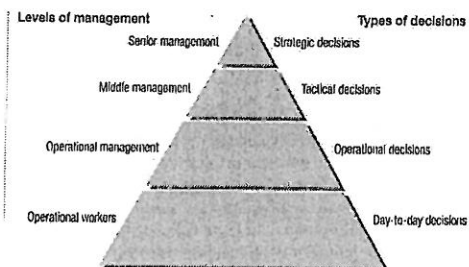 Levels of management Types of decisions
Senior management Strategic decisions
Middle management Tactical decisions
Operational management Operational decisions
Operational workers Day-to-day decisions